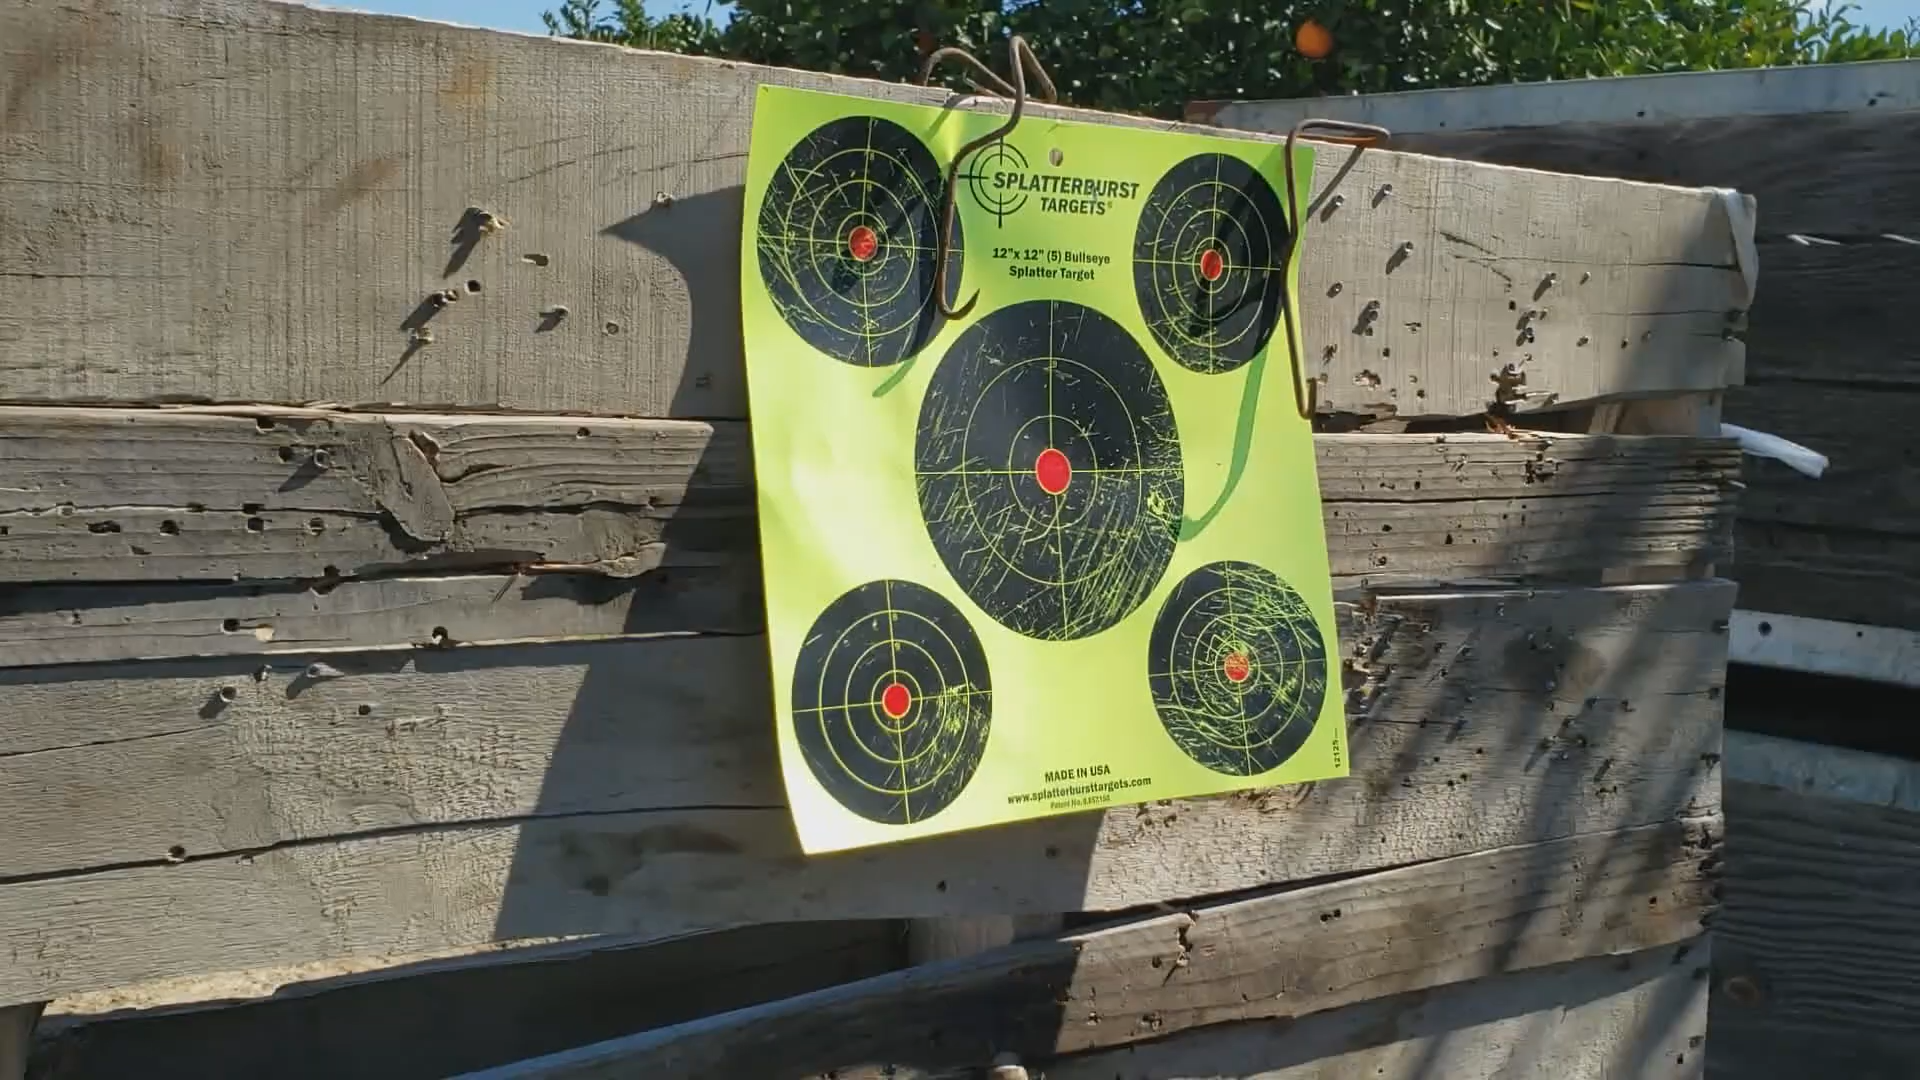 SPLATTERBURST
TARGETS®
12"x 12" (5) Bullseye
Splatter Target
MADE IN USA
www.splatterbursttargets.com